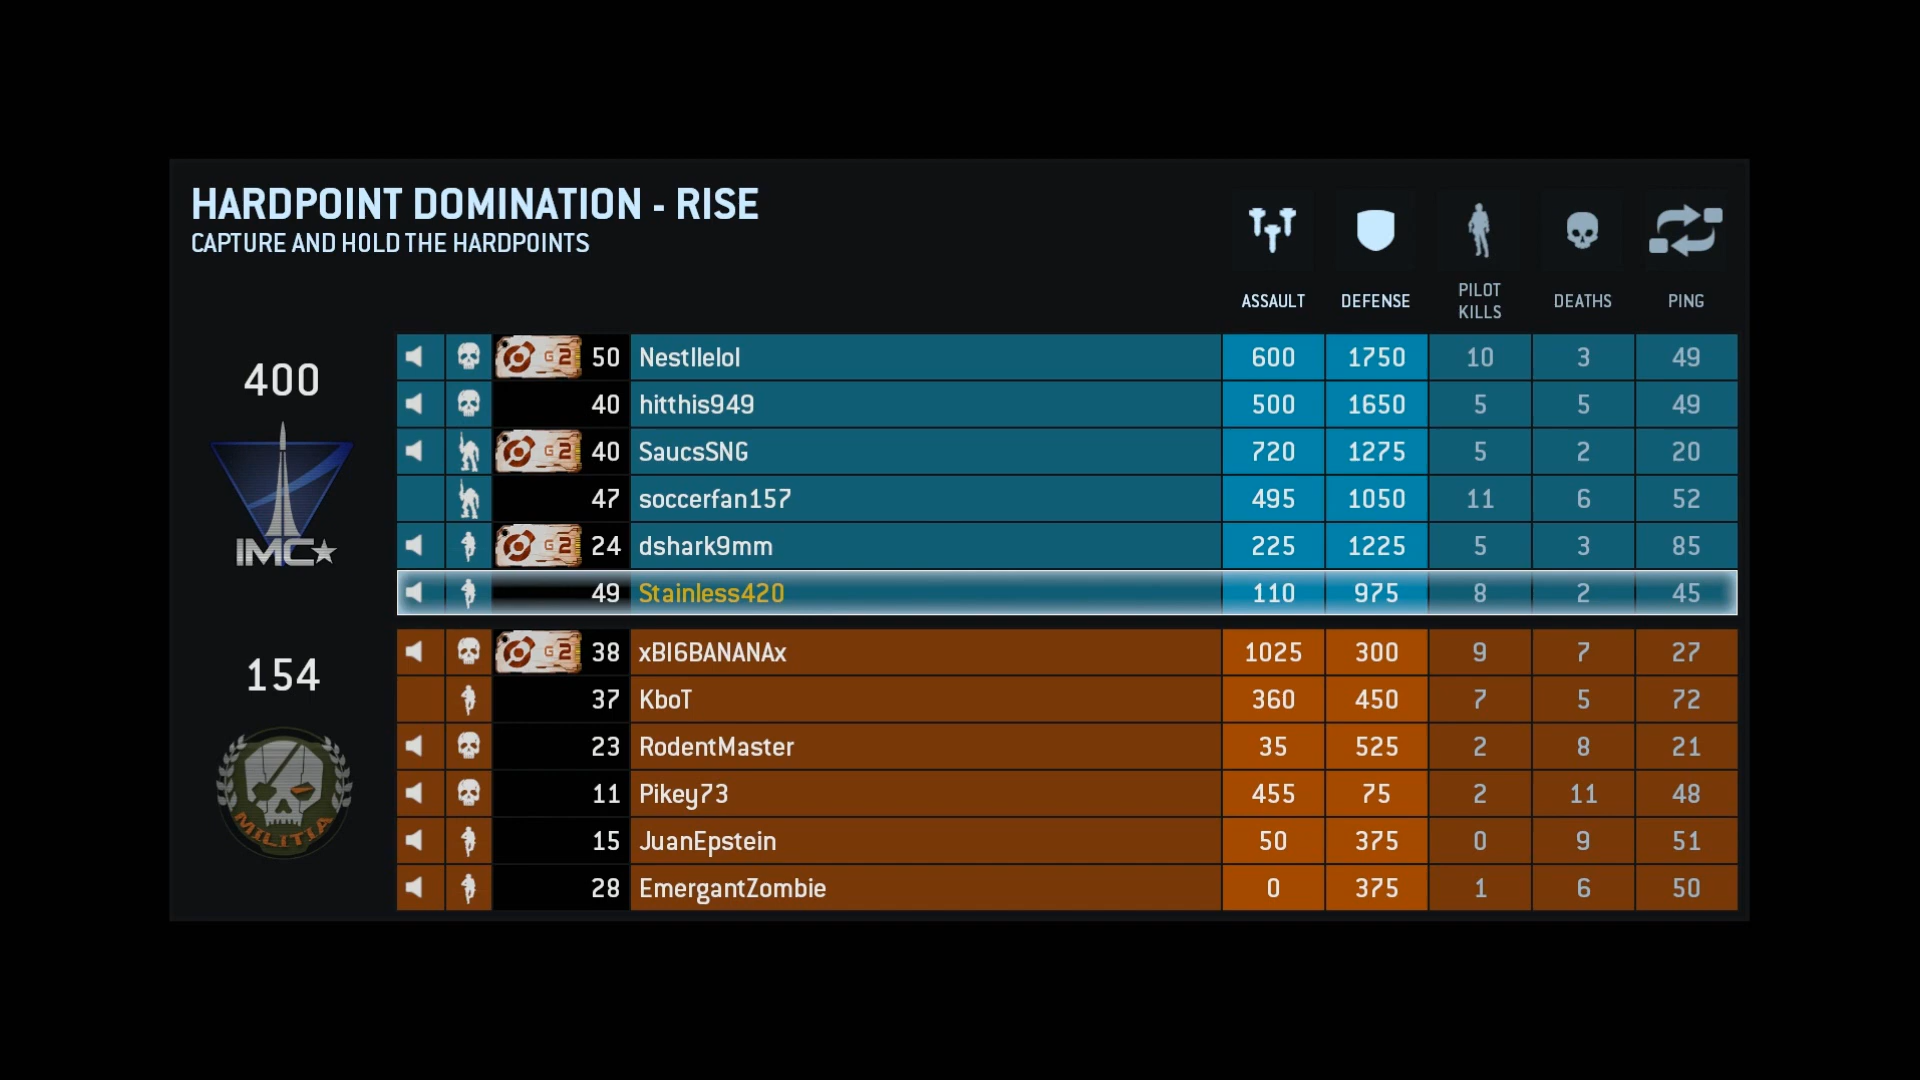 HARDPOINT DOMINATION - RISE
CAPTURE AND HOLD THE HARDPOINTS
ASSAULT DEFENSE PILOT KILLS DEATHS PING
400
IMC
G2 50 Nestllelol 600 1750 10 3 49
40 hitthis949 500 1650 5 5 49
G2 40 SaucsSNG 720 1275 5 2 20
47 soccerfan157 495 1050 11 6 52
G2 24 dshark9mm 225 1225 5 3 85
49 Stainless420 110 975 8 2 45
154
MILITIA
G2 38 xBI6BANANAx 1025 300 9 7 27
37 KboT 360 450 7 5 72
23 RodentMaster 35 525 2 8 21
11 Pikey73 455 75 2 11 48
15 JuanEpstein 50 375 0 9 51
28 EmergantZombie 0 375 1 6 50